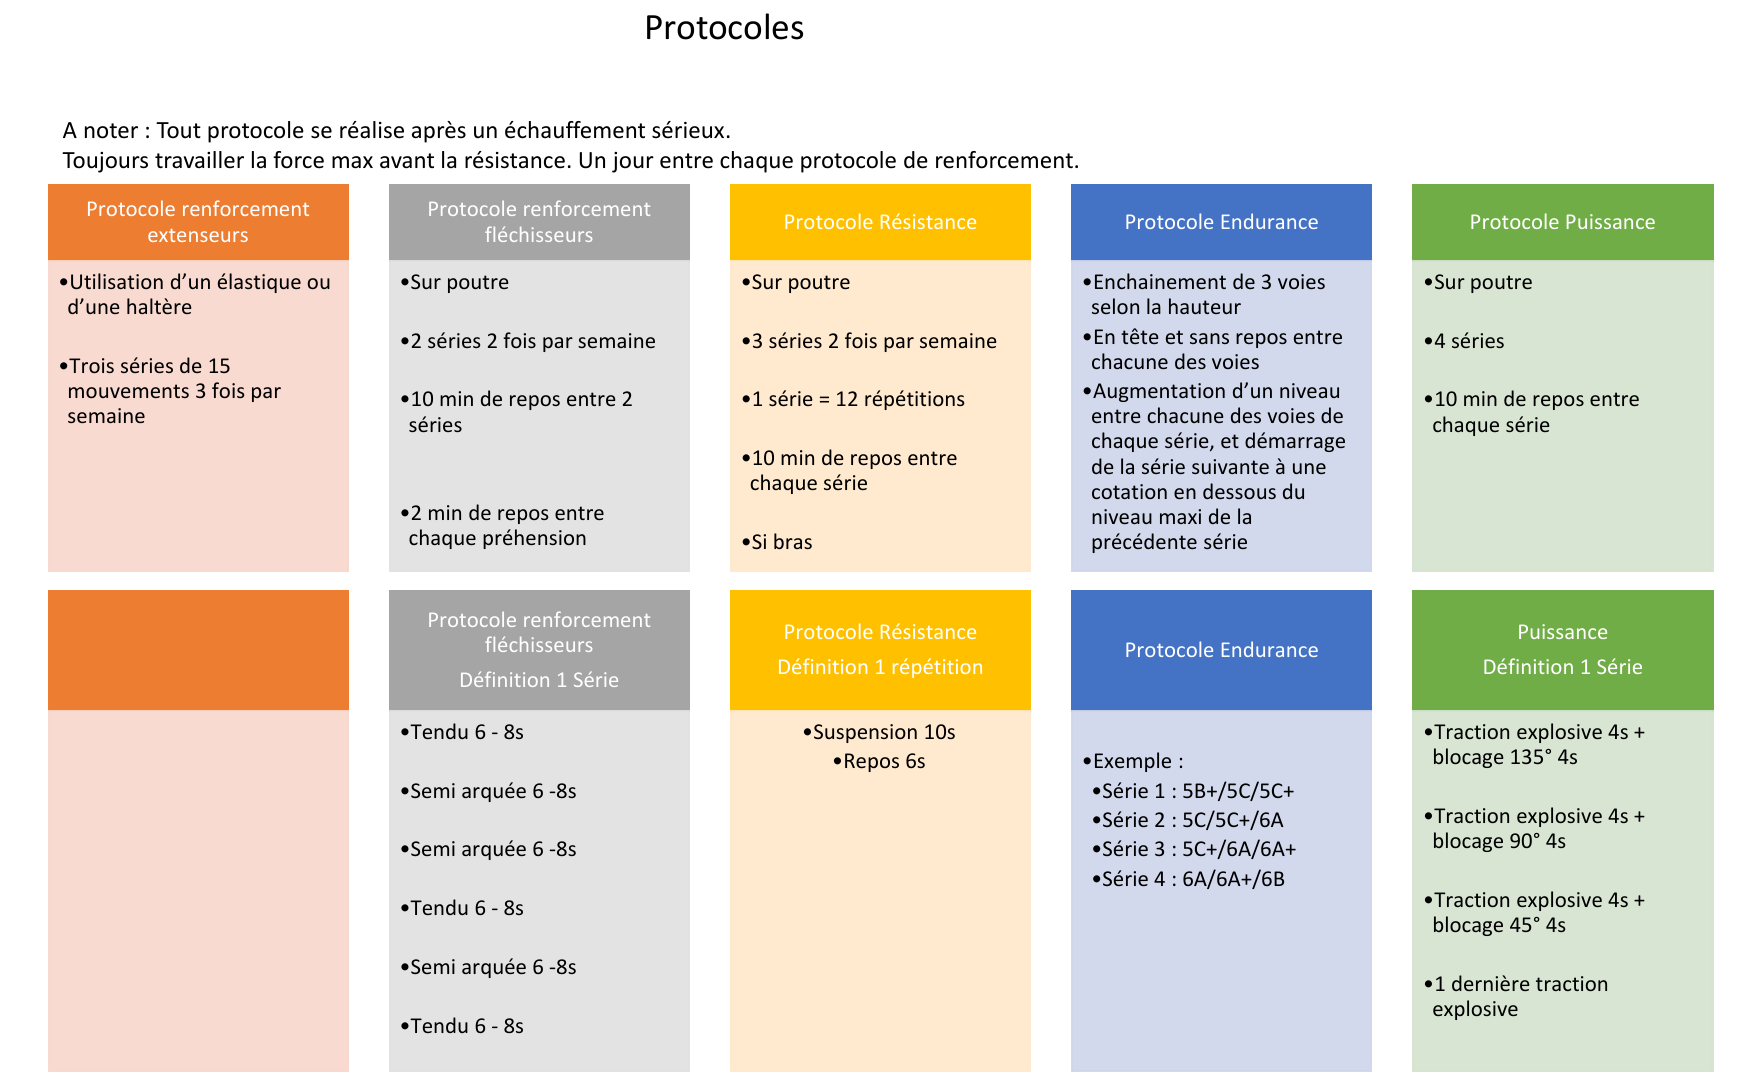 Protocoles
A noter : Tout protocole se réalise après un échauffement sérieux.
Toujours travailler la force max avant la résistance. Un jour entre chaque protocole de renforcement.
Protocole renforcement
extenseurs
•Utilisation d’un élastique ou
d’une haltère
•Trois séries de 15
mouvements 3 fois par
semaine
Protocole renforcement
fléchisseurs
•Sur poutre
•2 séries 2 fois par semaine
•10 min de repos entre 2
séries
•2 min de repos entre
chaque préhension
Protocole Résistance
•Sur poutre
•3 séries 2 fois par semaine
•1 série = 12 répétitions
•10 min de repos entre
chaque série
•Si bras
Protocole Endurance
•Enchainement de 3 voies
selon la hauteur
•En tête et sans repos entre
chacune des voies
•Augmentation d’un niveau
entre chacune des voies de
chaque série, et démarrage
de la série suivante à une
cotation en dessous du
niveau maxi de la
précédente série
Protocole Puissance
•Sur poutre
•4 séries
•10 min de repos entre
chaque série
Protocole renforcement
fléchisseurs
Définition 1 Série
•Tendu 6 - 8s
•Semi arquée 6 -8s
•Semi arquée 6 -8s
•Tendu 6 - 8s
•Semi arquée 6 -8s
•Tendu 6 - 8s
Protocole Résistance
Définition 1 répétition
•Suspension 10s
•Repos 6s
Protocole Endurance
•Exemple :
•Série 1 : 5B+/5C/5C+
•Série 2 : 5C/5C+/6A
•Série 3 : 5C+/6A/6A+
•Série 4 : 6A/6A+/6B
Puissance
Définition 1 Série
•Traction explosive 4s +
blocage 135° 4s
•Traction explosive 4s +
blocage 90° 4s
•Traction explosive 4s +
blocage 45° 4s
•1 dernière traction
explosive